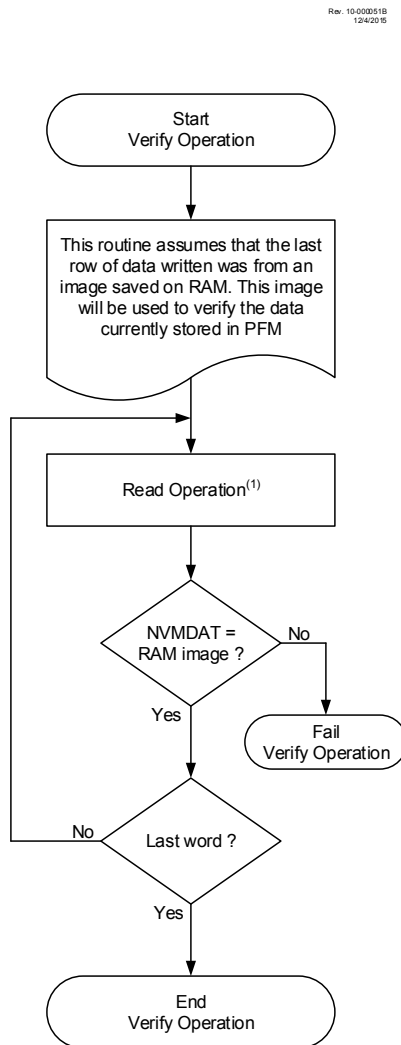 Rev. 10-000051B
12/4/2015
Start
Verify Operation
This routine assumes that the last
row of data written was from an
image saved on RAM. This image
will be used to verify the data
currently stored in PFM
Read Operation(1)
NVMDAT =
RAM image ?
No
Yes
Fail
Verify Operation
No
Last word ?
Yes
End
Verify Operation